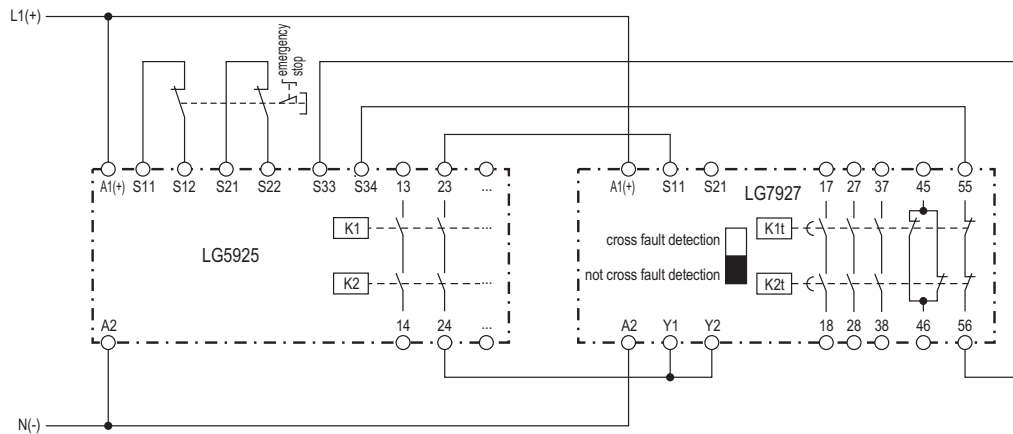 L1(+)
emergency
stop
A1(+) S11 S12 S21 S22 S33 S34 13 23 ...
A1(+) S11 S21 17 27 37 45 55
LG7927
K1 ...
K1t
LG5925
cross fault detection
not cross fault detection
K2 ...
K2t
A2 14 24 ...
A2 Y1 Y2 18 28 38 46 56
N(-)